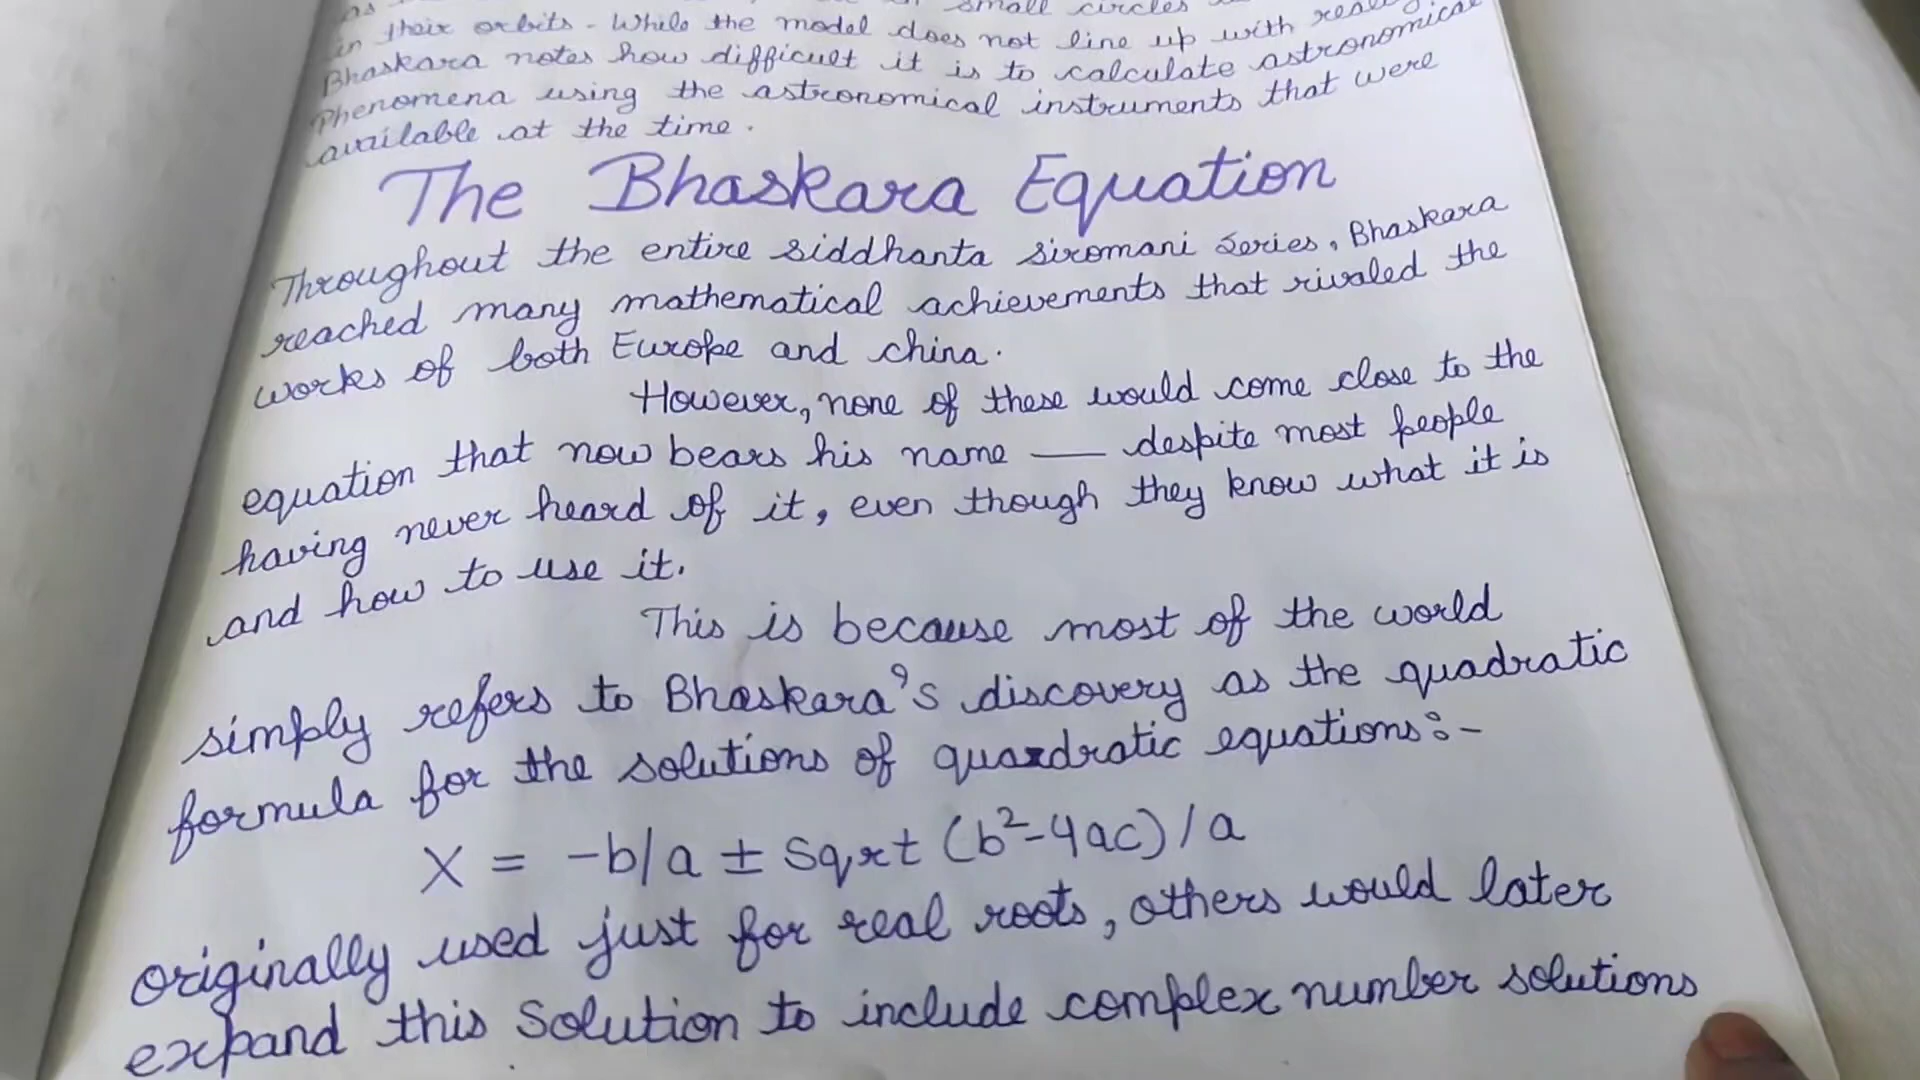 as small circles
in their orbits - While the model does not line up with
Bhaskara notes how difficult it is to calculate astronomical
Phenomena using the astronomical instruments that were
available at the time.
The Bhaskara Equation
Throughout the entire siddhanta siromani Series, Bhaskara
reached many mathematical achievements that rivaled the
works of both Europe and china.
However, none of these would come close to the
equation that now bears his name — despite most people
having never heard of it, even though they know what it is
and how to use it.
This is because most of the world
simply refers to Bhaskara's discovery as the quadratic
formula for the solutions of quardratic equations:-
X = -b/a ± sqrt (b²-4ac)/a
originally used just for real roots, others would later
expand this solution to include complex number solutions